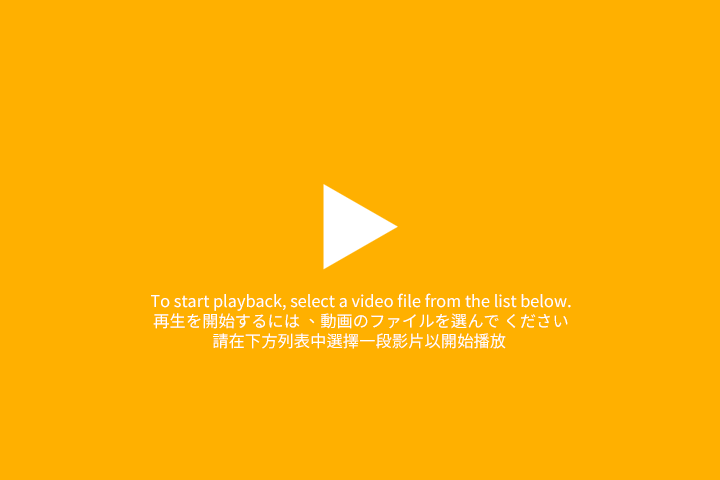 To start playback, select a video file from the list below.
再生を開始するには 、動画のファイルを選んで ください
請在下方列表中選擇一段影片以開始播放